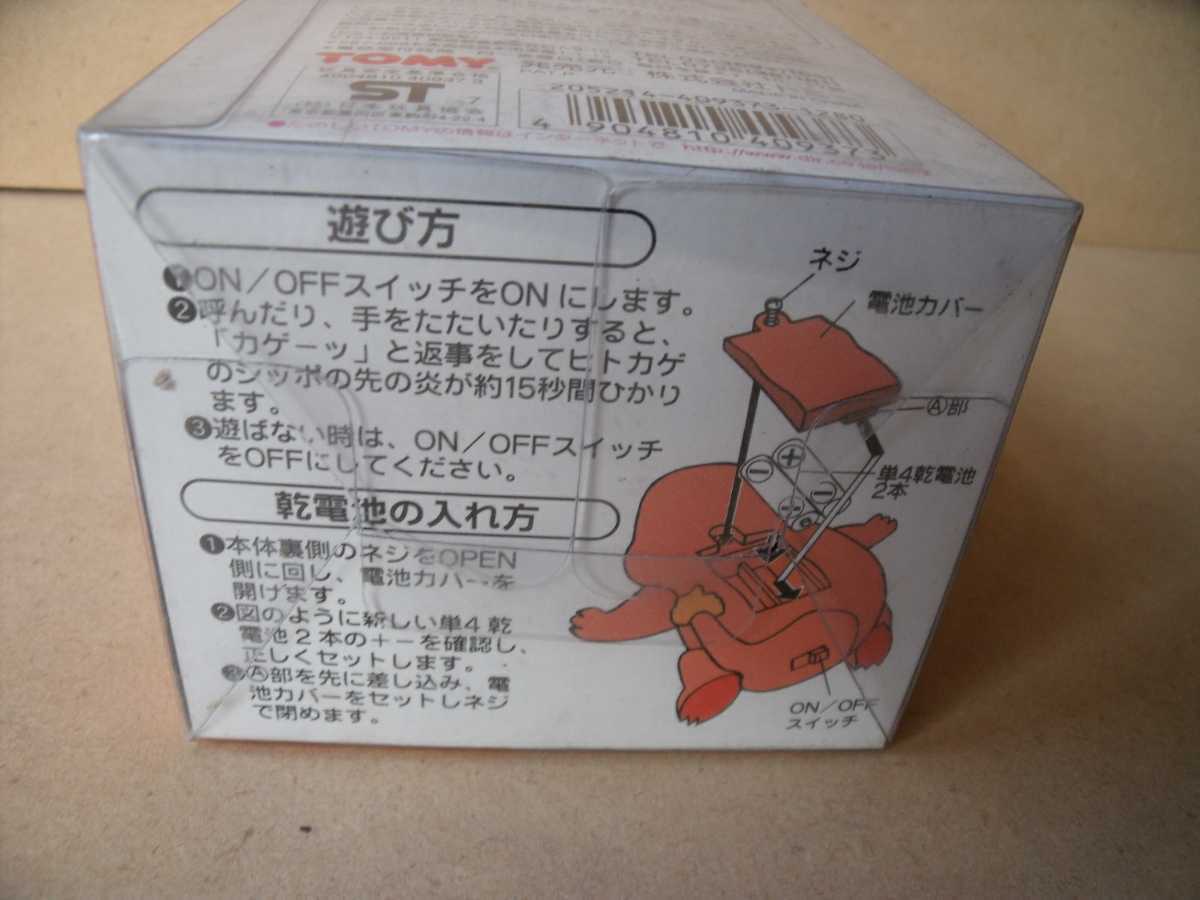 TOMY
ST
205234-409373-1280
4 904810 409373
遊び方
❶ON／OFFスイッチをONにします。
❷呼んだり、手をたたいたりすると、
「カゲーッ」と返事をしてヒトカゲ
のシッポの先の炎が約15秒間ひかり
ます。
❸遊ばない時は、ON／OFFスイッチ
をOFFにしてください。
乾電池の入れ方
❶本体裏側のネジをOPEN
側に回し、電池カバーを
開けます。
❷図のように新しい単4乾
電池2本の＋－を確認し、
正しくセットします。
❸Ⓐ部を先に差し込み、電
池カバーをセットしネジ
で閉めます。
ネジ
電池カバー
Ⓐ部
単4乾電池
2本
ON／OFF
スイッチ